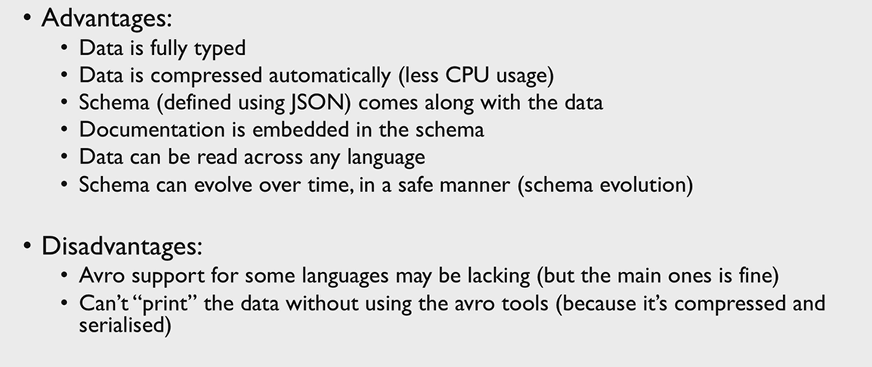 • Advantages:
• Data is fully typed
• Data is compressed automatically (less CPU usage)
• Schema (defined using JSON) comes along with the data
• Documentation is embedded in the schema
• Data can be read across any language
• Schema can evolve over time, in a safe manner (schema evolution)
• Disadvantages:
• Avro support for some languages may be lacking (but the main ones is fine)
• Can't “print” the data without using the avro tools (because it's compressed and
serialised)